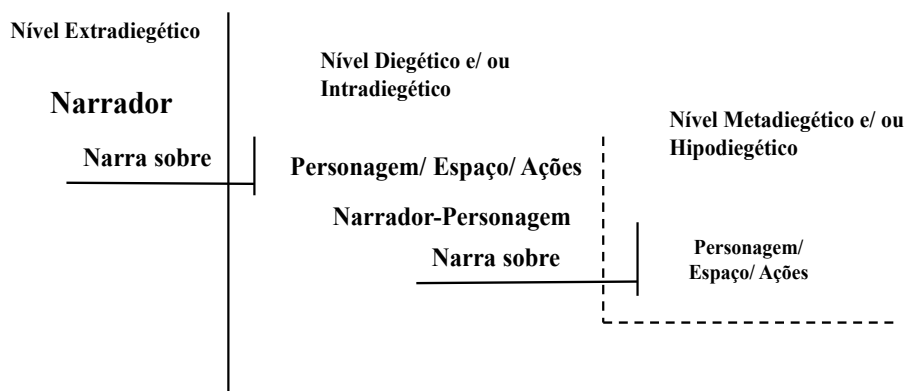 Nível Extradiegético
Narrador
Narra sobre
Nível Diegético e/ ou
Intradiegético
Personagem/ Espaço/ Ações
Narrador-Personagem
Narra sobre
Nível Metadiegético e/ ou
Hipodiegético
Personagem/
Espaço/ Ações